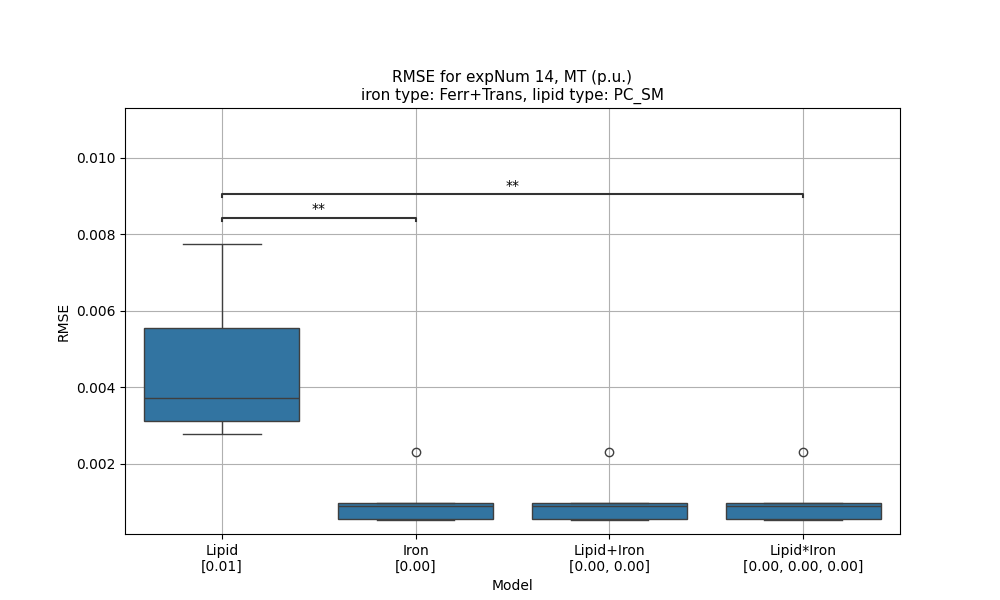 RMSE for expNum 14, MT (p.u.)
iron type: Ferr+Trans, lipid type: PC_SM
0.010
**
**
0.008
0.006
RMSE
0.004
0.002
Lipid
[0.01]
Iron
[0.00]
Lipid+Iron
[0.00, 0.00]
Lipid*Iron
[0.00, 0.00, 0.00]
Model